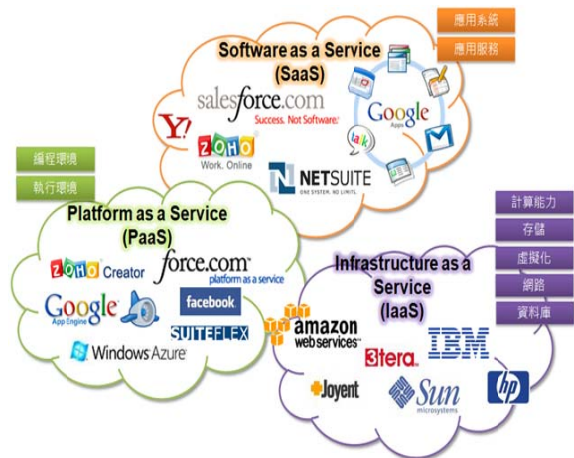 Software as a Service
(SaaS)
應用系統
應用服務
salesforce.com
Success. Not Software.
Y!
ZOHO
Work. Online
Google
Apps
talk
M
N NETSUITE
ONE SYSTEM. NO LIMITS.
編程環境
執行環境
Platform as a Service
(PaaS)
ZOHO Creator
force.com
platform as a service
Google
App Engine
facebook
SUITEFLEX
Windows Azure
計算能力
存儲
虛擬化
網路
資料庫
Infrastructure as a
Service
(IaaS)
amazon
webservices™
3tera
IBM
Joyent
Sun
microsystems
hp